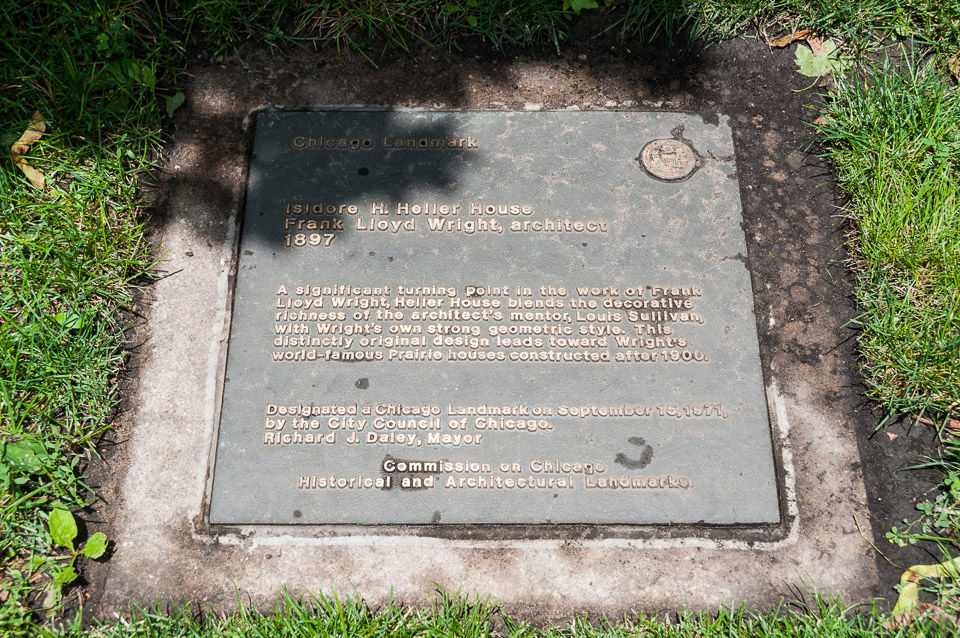 Chicago Landmark
Isidore H. Heller House
Frank Lloyd Wright, architect
1897
A significant turning point in the work of Frank
Lloyd Wright, Heller House blends the decorative
richness of the architect's mentor, Louis Sullivan,
with Wright's own strong geometric style. This
distinctly original design leads toward Wright's
world-famous Prairie houses constructed after 1900.
Designated a Chicago Landmark on September 15, 1971,
by the City Council of Chicago.
Richard J. Daley, Mayor
Commission on Chicago
Historical and Architectural Landmarks